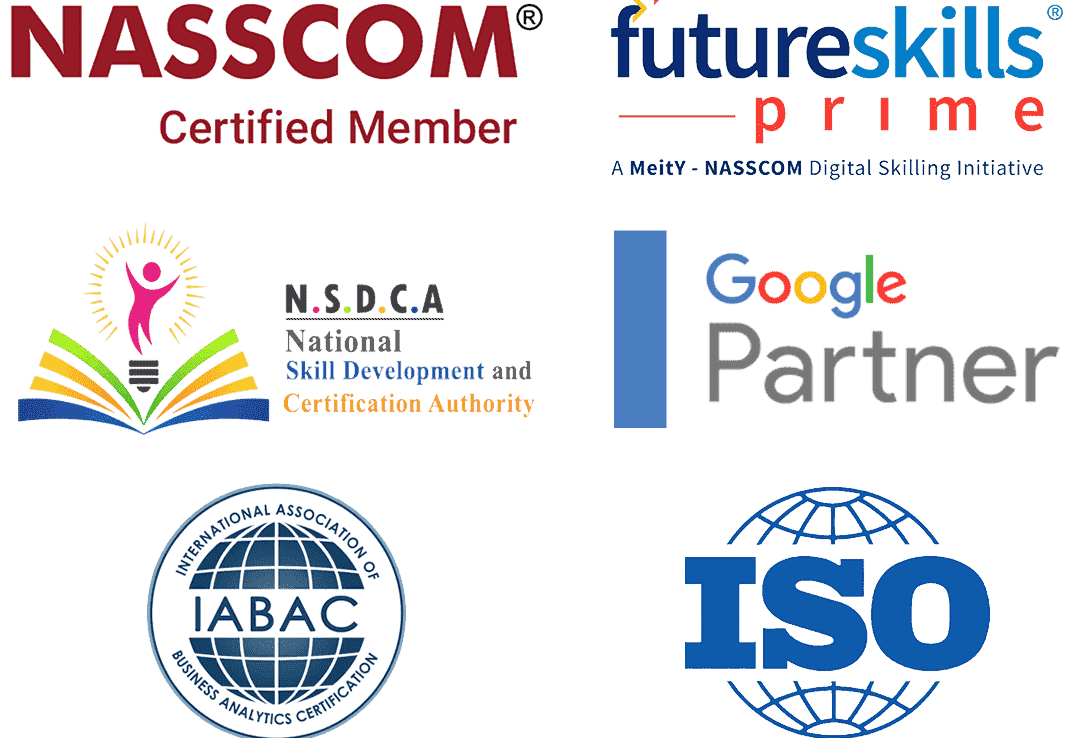 NASSCOM®
Certified Member
futureskills®
prime
A MeitY - NASSCOM Digital Skilling Initiative
N.S.D.C.A
National
Skill Development and
Certification Authority
Google
Partner
INTERNATIONAL ASSOCIATION OF
IABAC
BUSINESS ANALYTICS CERTIFICATION
ISO